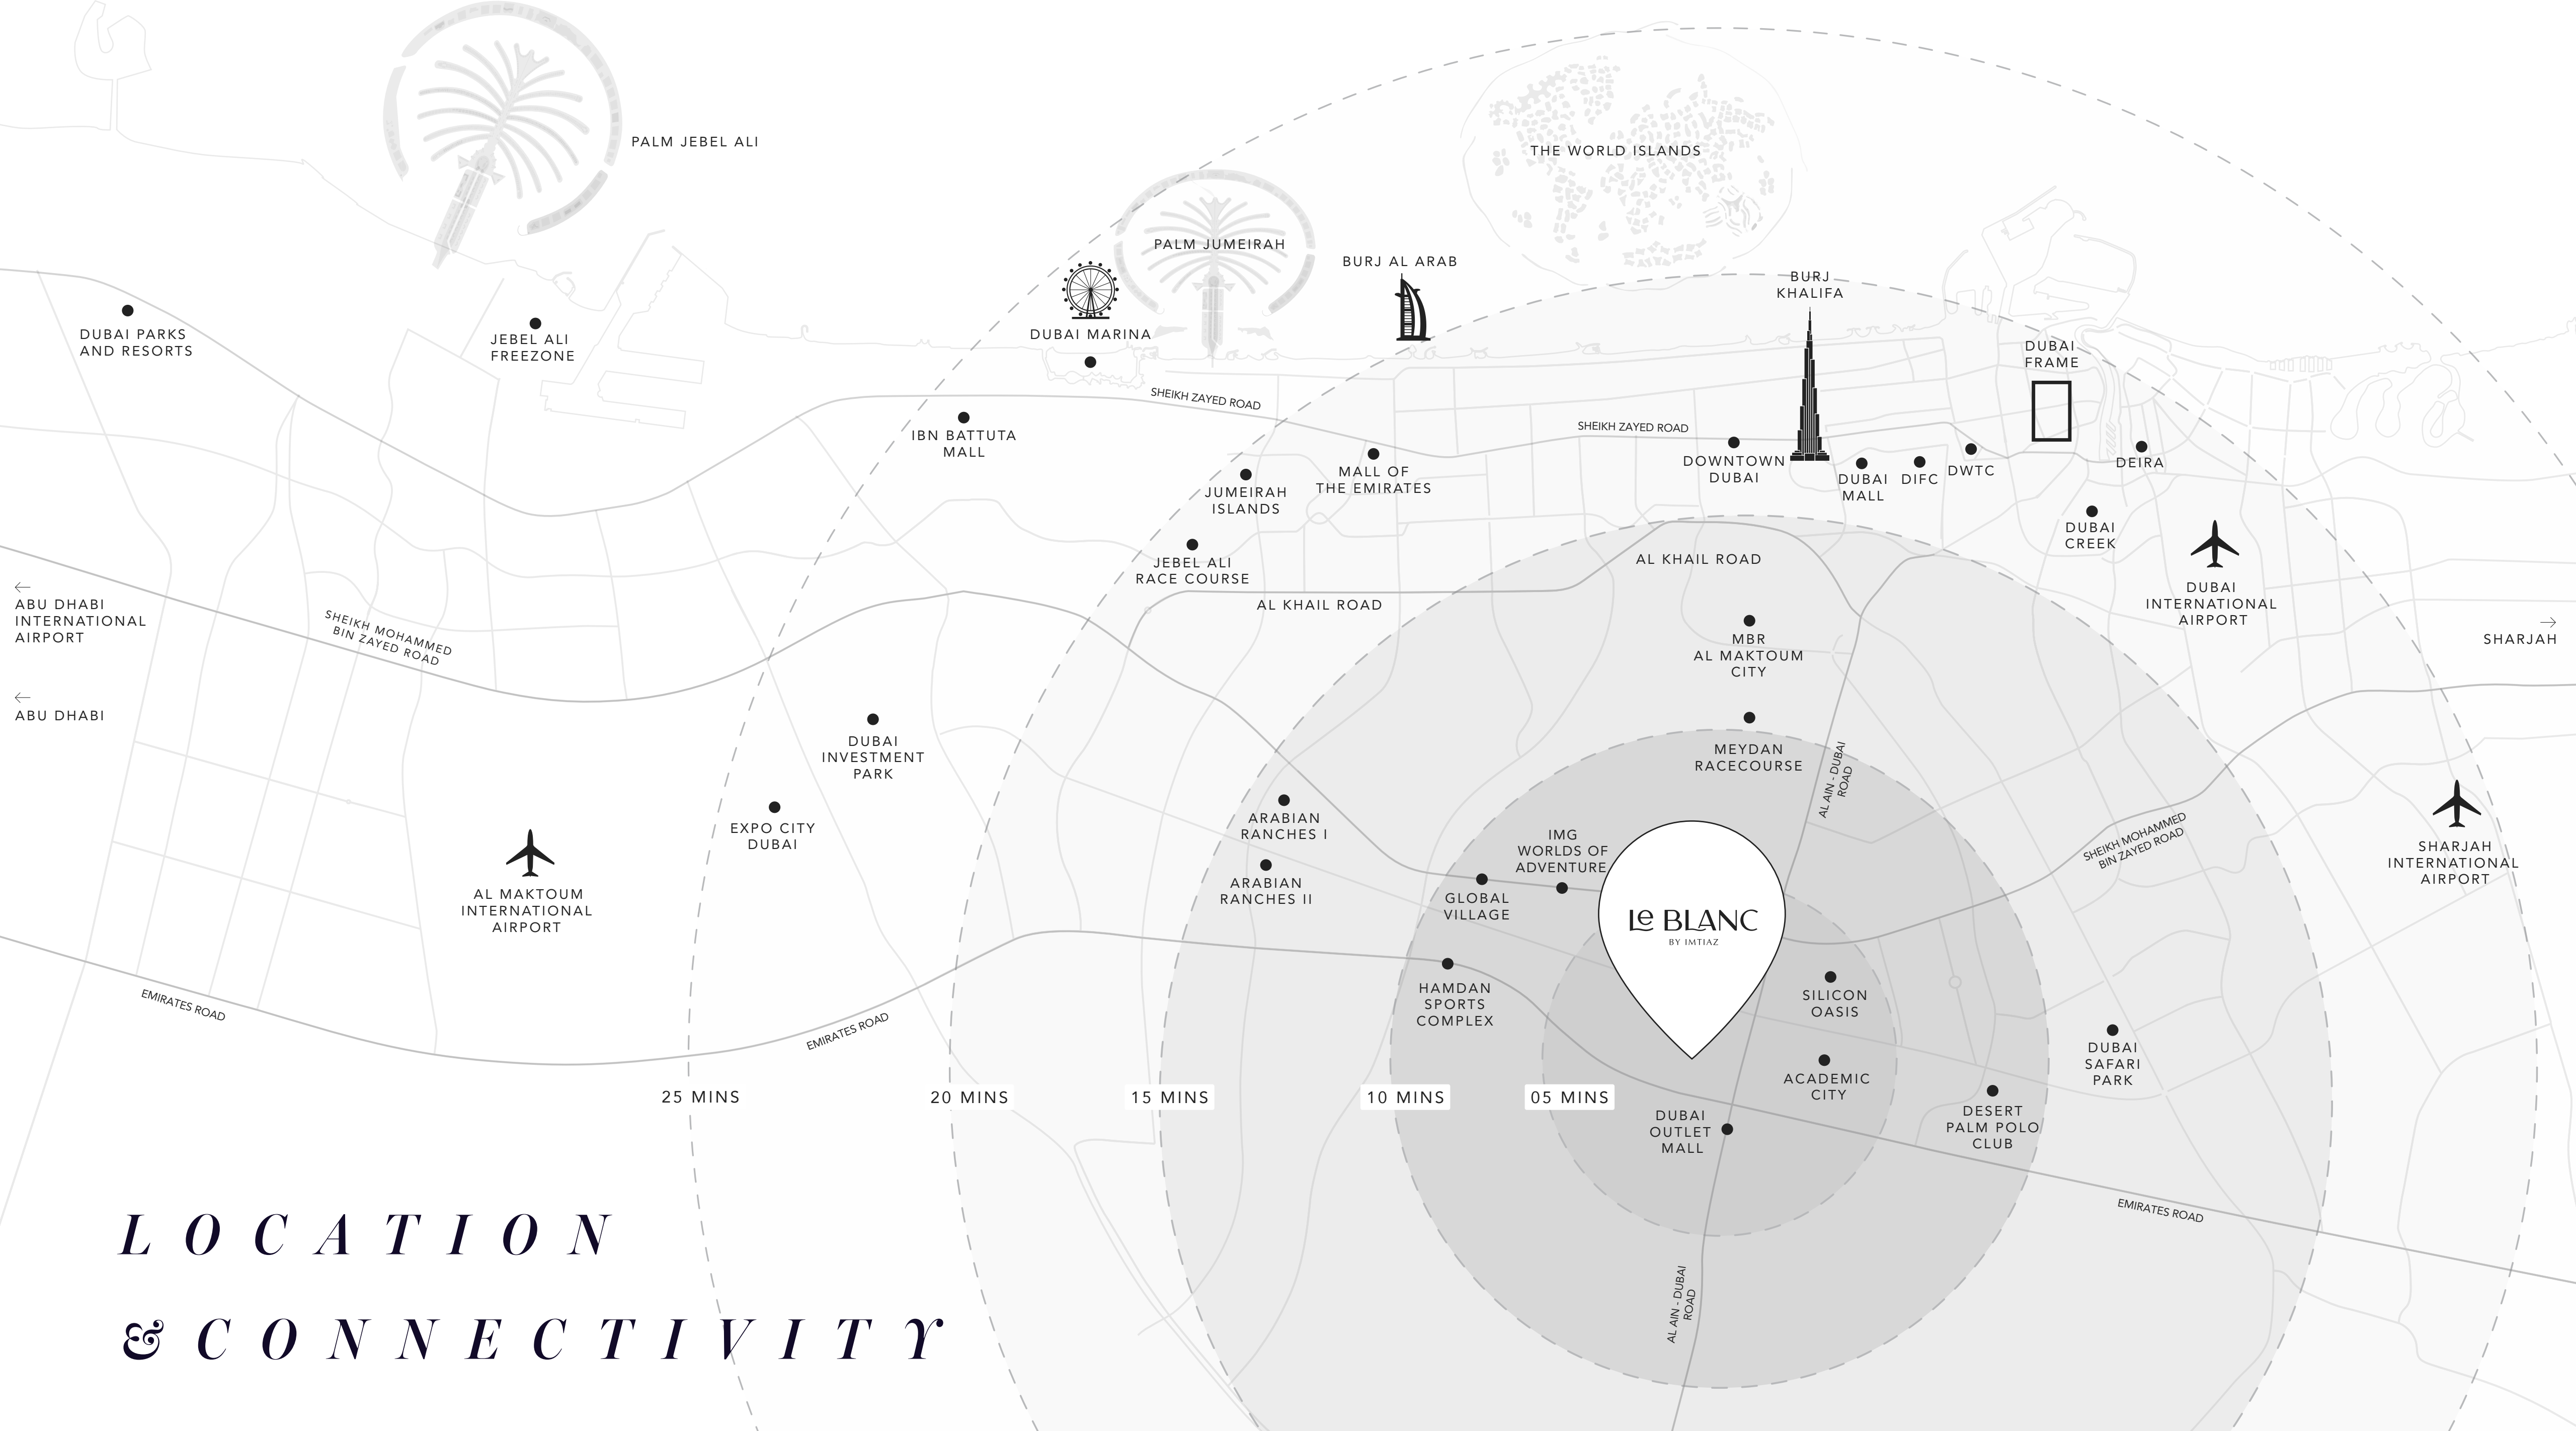 PALM JEBEL ALI
THE WORLD ISLANDS
PALM JUMEIRAH
BURJ AL ARAB
BURJ
KHALIFA
DUBAI PARKS
AND RESORTS
JEBEL ALI
FREEZONE
DUBAI MARINA
DUBAI
FRAME
SHEIKH ZAYED ROAD
SHEIKH ZAYED ROAD
IBN BATTUTA
MALL
JUMEIRAH
ISLANDS
MALL OF
THE EMIRATES
DOWNTOWN
DUBAI
DUBAI
MALL
DIFC
DWTC
DEIRA
DUBAI
CREEK
JEBEL ALI
RACE COURSE
AL KHAIL ROAD
AL KHAIL ROAD
DUBAI
INTERNATIONAL
AIRPORT
←
ABU DHABI
INTERNATIONAL
AIRPORT
→
SHARJAH
SHEIKH MOHAMMED
BIN ZAYED ROAD
MBR
AL MAKTOUM
CITY
←
ABU DHABI
DUBAI
INVESTMENT
PARK
MEYDAN
RACECOURSE
AL AIN - DUBAI
ROAD
EXPO CITY
DUBAI
ARABIAN
RANCHES I
IMG
WORLDS OF
ADVENTURE
SHEIKH MOHAMMED
BIN ZAYED ROAD
SHARJAH
INTERNATIONAL
AIRPORT
AL MAKTOUM
INTERNATIONAL
AIRPORT
ARABIAN
RANCHES II
GLOBAL
VILLAGE
Le BLANC
BY IMTIAZ
HAMDAN
SPORTS
COMPLEX
SILICON
OASIS
EMIRATES ROAD
EMIRATES ROAD
DUBAI
SAFARI
PARK
ACADEMIC
CITY
25 MINS
20 MINS
15 MINS
10 MINS
05 MINS
DUBAI
OUTLET
MALL
DESERT
PALM POLO
CLUB
EMIRATES ROAD
AL AIN - DUBAI
ROAD
LOCATION
& CONNECTIVITY